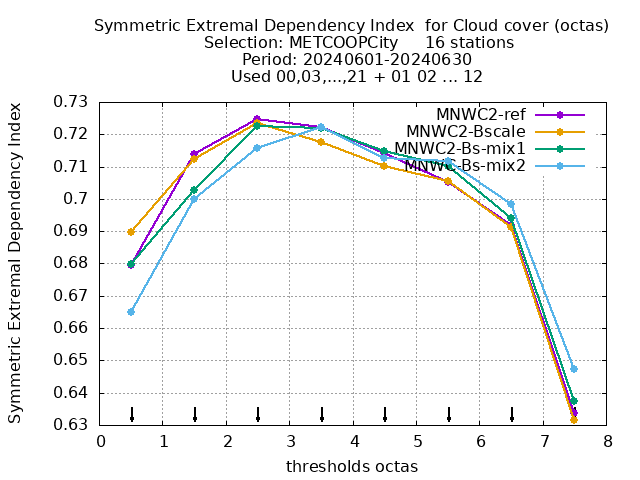 Symmetric Extremal Dependency Index  for Cloud cover (octas)
Selection: METCOOPCity     16 stations
Period: 20240601-20240630
Used 00,03,...,21 + 01 02 ... 12
Symmetric Extremal Dependency Index
0.73
0.72
0.71
0.7
0.69
0.68
0.67
0.66
0.65
0.64
0.63
MNWC2-ref
MNWC2-Bscale
MNWC2-Bs-mix1
MNWC2-Bs-mix2
0 1 2 3 4 5 6 7 8
thresholds octas